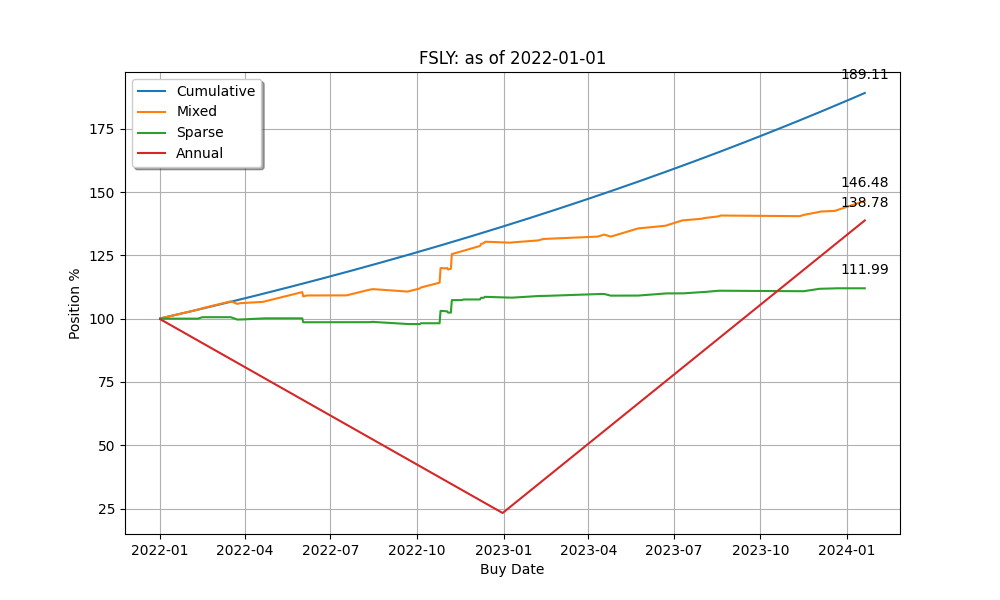 FSLY: as of 2022-01-01
189.11
Cumulative
Mixed
Sparse
Annual
146.48
138.78
111.99
175
150
125
100
75
50
25
Position %
2022-01 2022-04 2022-07 2022-10 2023-01 2023-04 2023-07 2023-10 2024-01
Buy Date